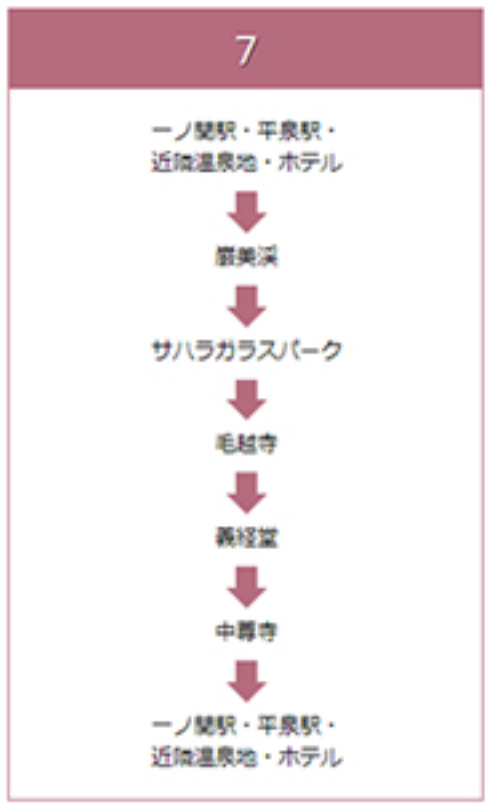 7
一ノ関駅・平泉駅・
近隣温泉地・ホテル
厳美渓
サハラガラスパーク
毛越寺
義経堂
中尊寺
一ノ関駅・平泉駅・
近隣温泉地・ホテル